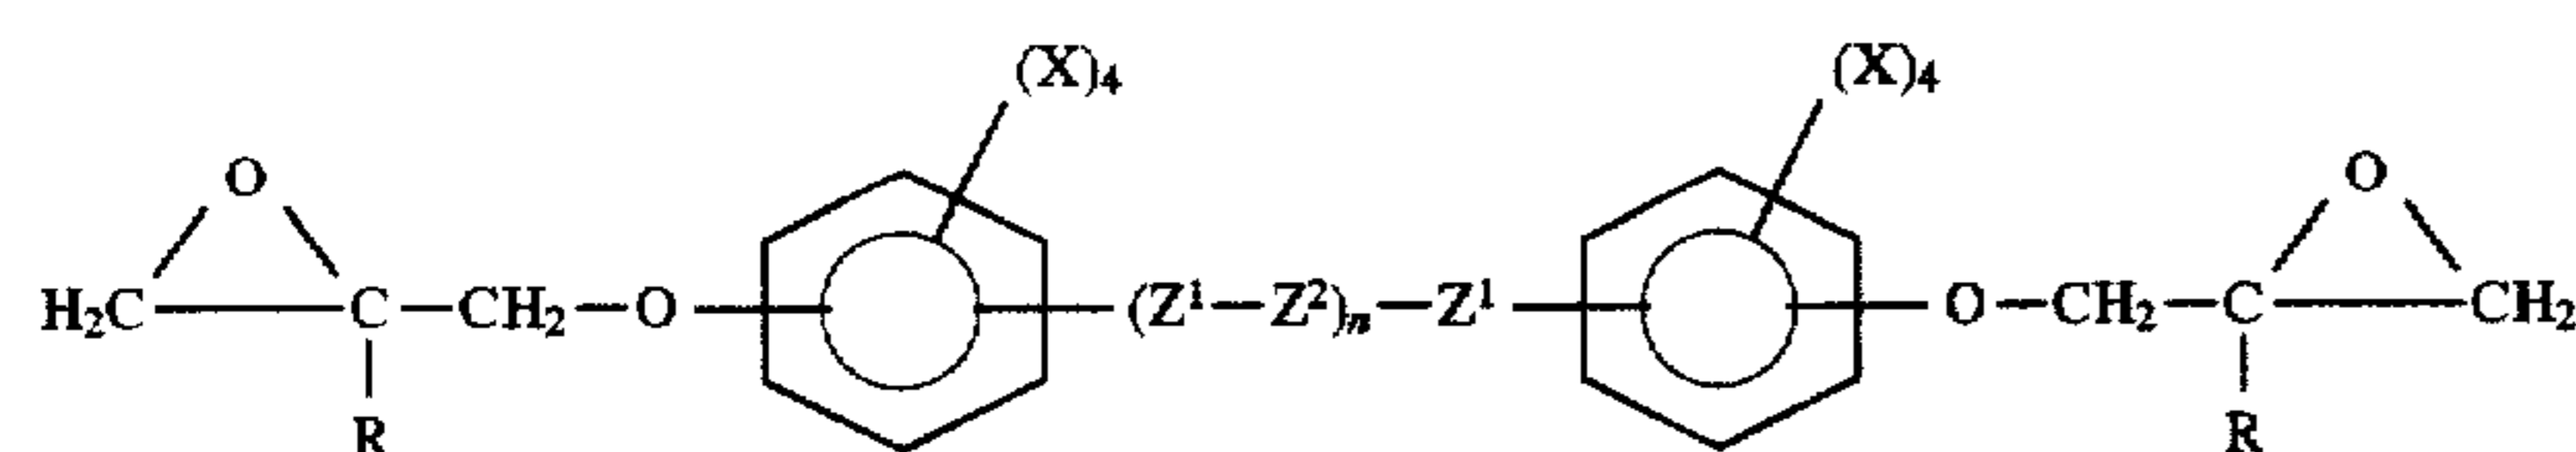 (X)₄ (X)₄
O O
H₂C C—CH₂—O (Z¹—Z²)ₙ—Z¹ O—CH₂—C CH₂
R R